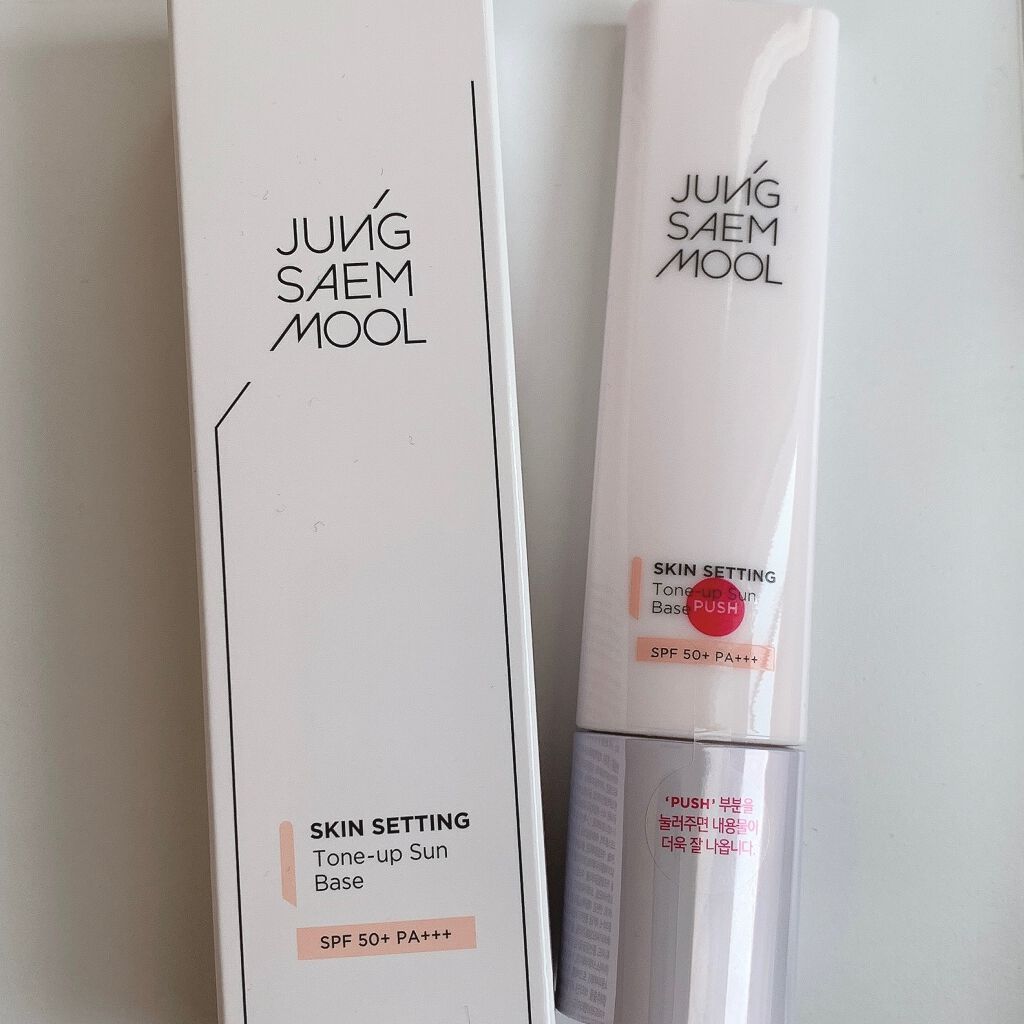 JUNG
SAEM
MOOL
SKIN SETTING
Tone-up Sun
Base
SPF 50+ PA+++
JUNG
SAEM
MOOL
SKIN SETTING
Tone-up Sun
Base
PUSH
SPF 50+ PA+++
‘PUSH’ 부분을
눌러주면 내용물이
더욱 잘 나옵니다.